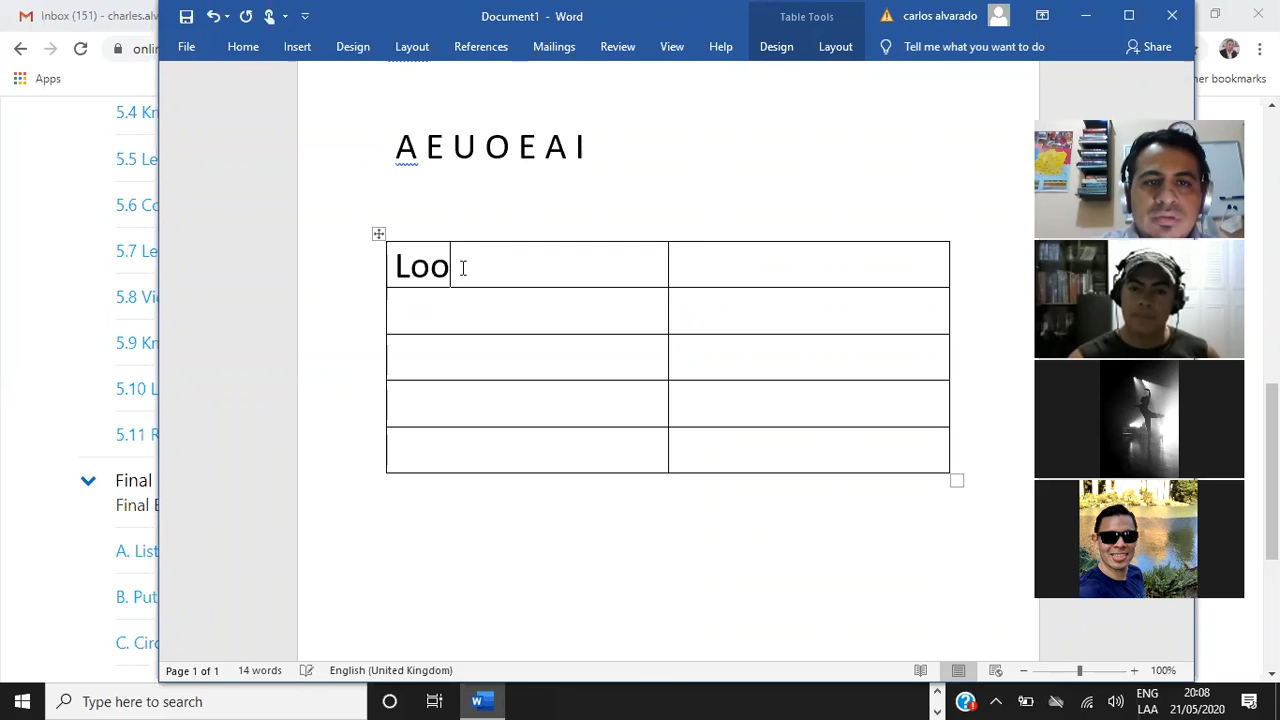 Inbox (151) - charles.alv
Document1 - Word
Table Tools
carlos alvarado
File
Home
Insert
Design
Layout
References
Mailings
Review
View
Help
Design
Layout
Tell me what you want to do
Share
onlin
Apps
her bookmarks
5.4 Kr
5.5 Le
5.6 Co
5.7 Le
5.8 Vi
5.9 Kn
5.10 L
5.11 R
Final
Final E
A. List
B. Put
C. Circ
A E U O E A I
Loo
Page 1 of 1
14 words
English (United Kingdom)
100%
Type here to search
ENG
LAA
20:08
21/05/2020